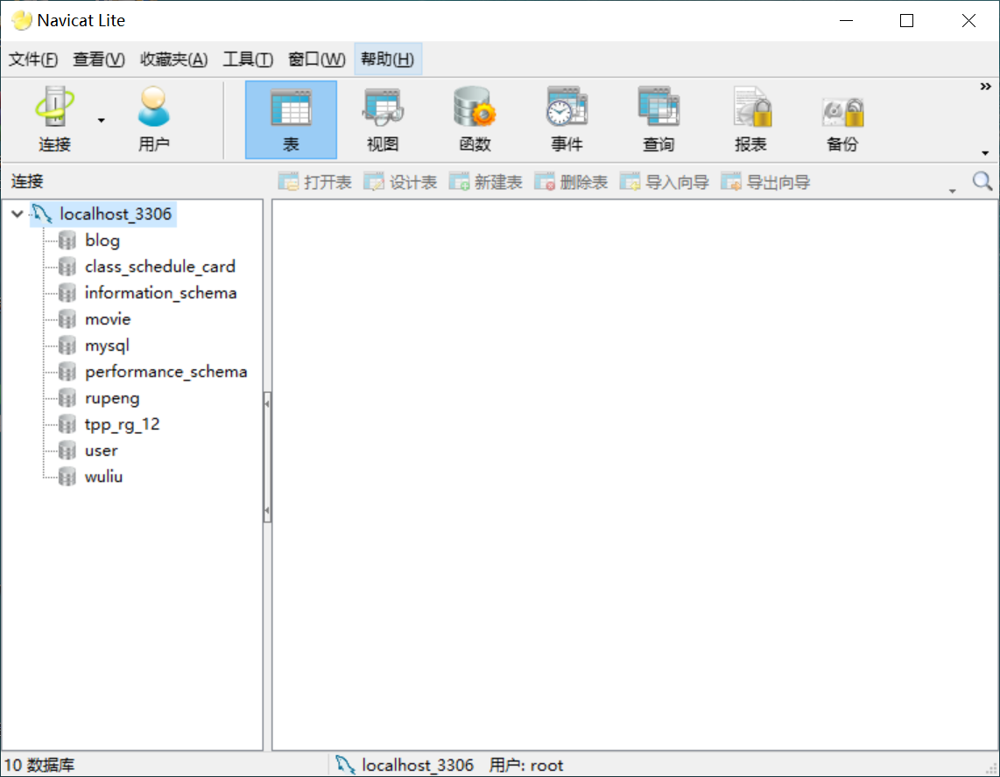 Navicat Lite
文件(F) 查看(V) 收藏夹(A) 工具(T) 窗口(W) 帮助(H)
连接 用户 表 视图 函数 事件 查询 报表 备份 »
连接 打开表 设计表 新建表 删除表 导入向导 导出向导
localhost_3306
blog
class_schedule_card
information_schema
movie
mysql
performance_schema
rupeng
tpp_rg_12
user
wuliu
10 数据库 localhost_3306 用户: root